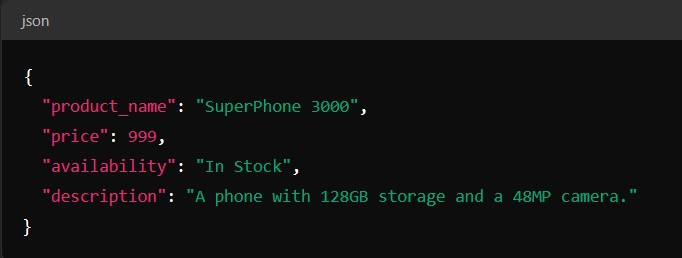 json
{
"product_name": "SuperPhone 3000",
"price": 999,
"availability": "In Stock",
"description": "A phone with 128GB storage and a 48MP camera."
}